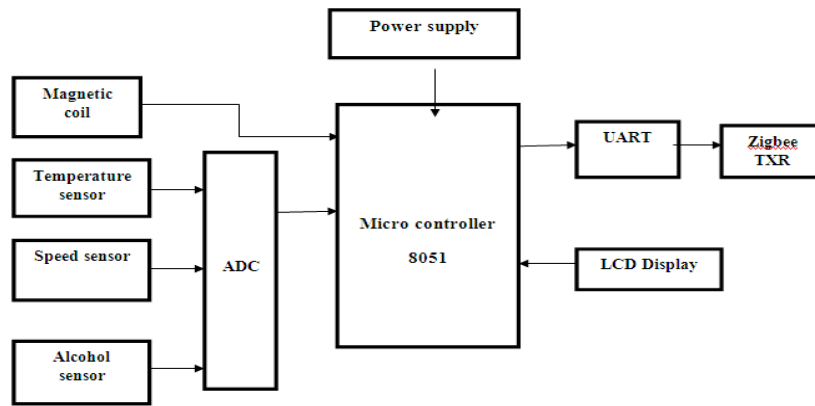 Power supply
Magnetic
coil
Temperature
sensor
Speed sensor
Alcohol
sensor
ADC
Micro controller
8051
UART
Zigbee
TXR
LCD Display